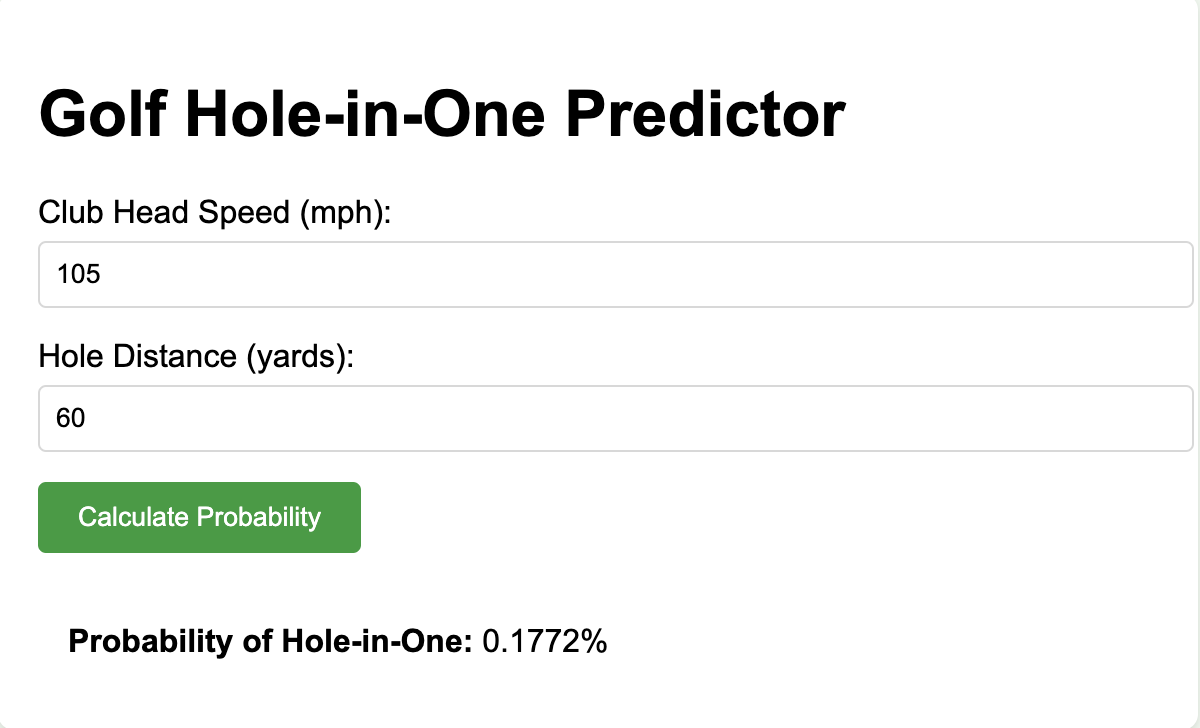 Golf Hole-in-One Predictor
Club Head Speed (mph):
105
Hole Distance (yards):
60
Calculate Probability
Probability of Hole-in-One: 0.1772%